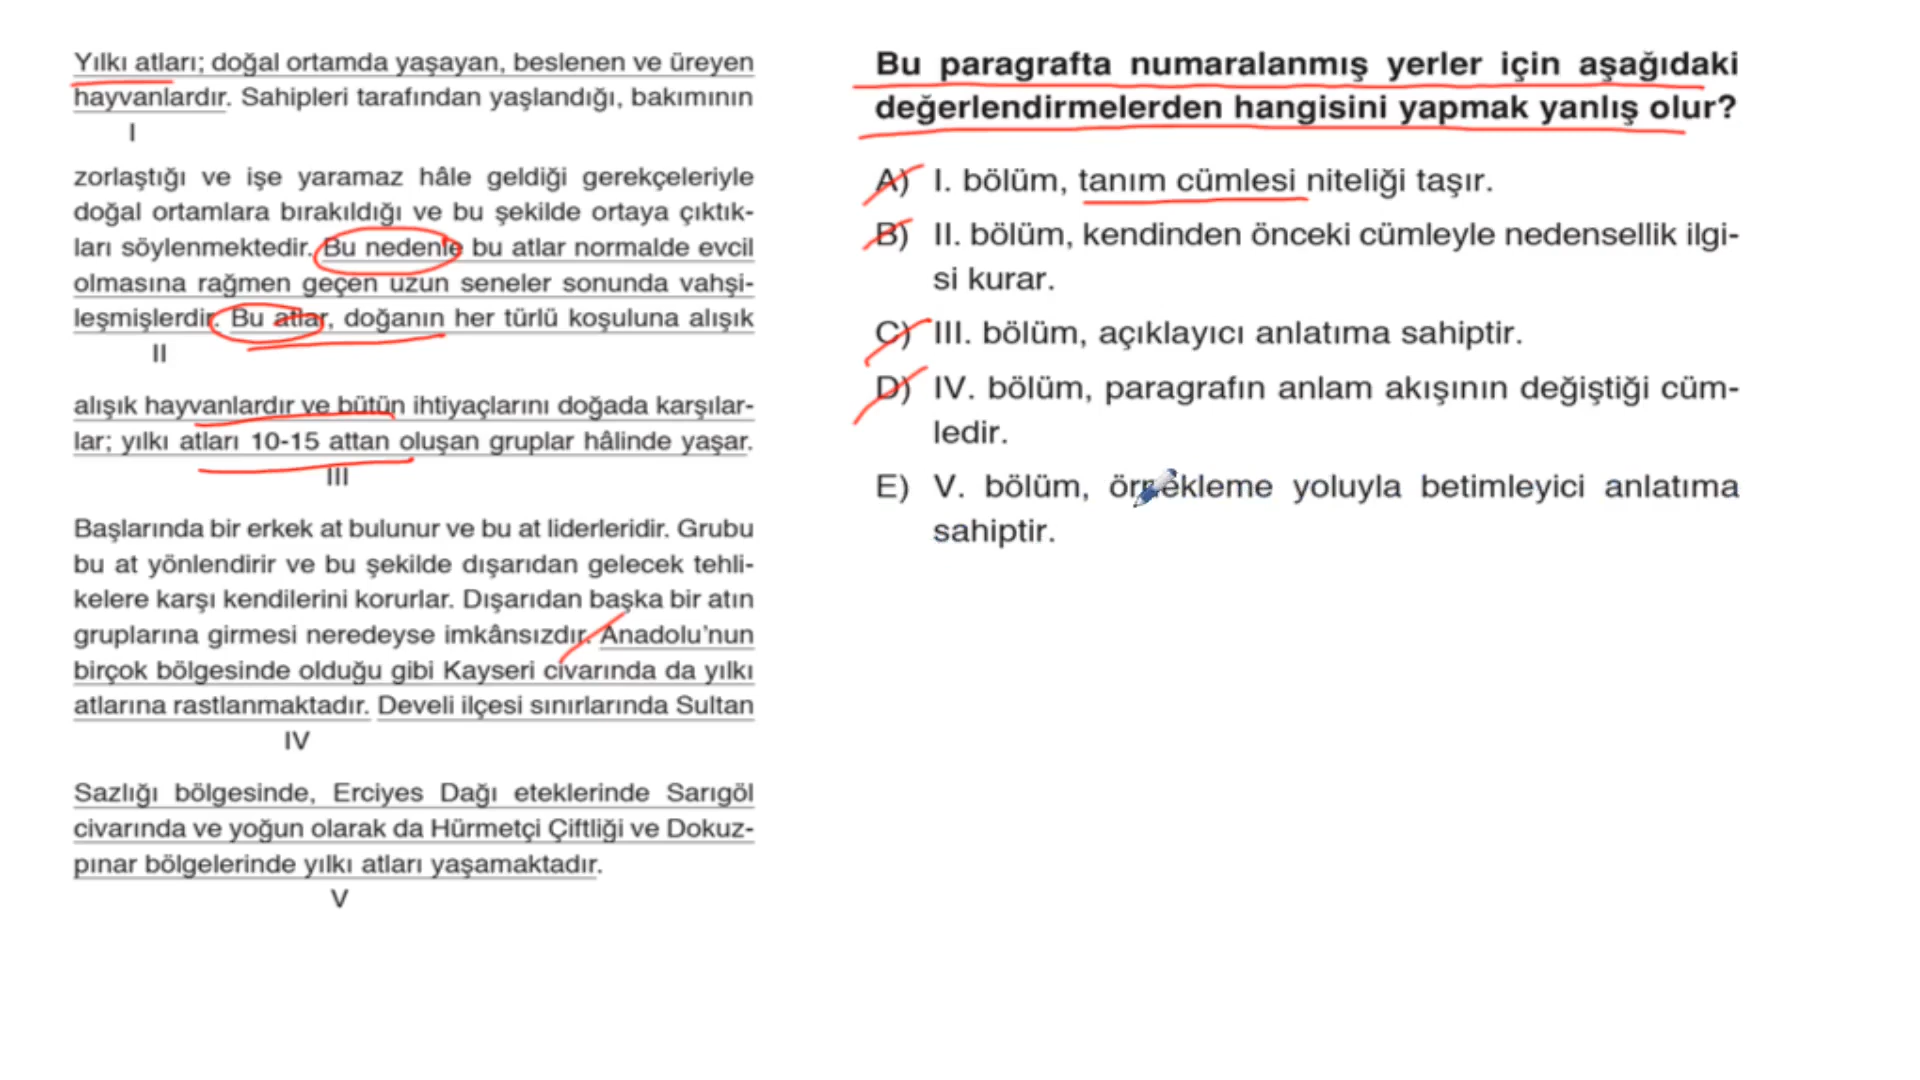 Yılkı atları; doğal ortamda yaşayan, beslenen ve üreyen
hayvanlardır. Sahipleri tarafından yaşlandığı, bakımının
I
zorlaştığı ve işe yaramaz hâle geldiği gerekçeleriyle
doğal ortamlara bırakıldığı ve bu şekilde ortaya çıktık-
ları söylenmektedir. Bu nedenle bu atlar normalde evcil
olmasına rağmen geçen uzun seneler sonunda vahşi-
leşmişlerdir. Bu atlar, doğanın her türlü koşuluna alışık
II
alışık hayvanlardır ve bütün ihtiyaçlarını doğada karşılar-
lar; yılkı atları 10-15 attan oluşan gruplar hâlinde yaşar.
III
Başlarında bir erkek at bulunur ve bu at liderleridir. Grubu
bu at yönlendirir ve bu şekilde dışarıdan gelecek tehli-
kelere karşı kendilerini korurlar. Dışarıdan başka bir atın
gruplarına girmesi neredeyse imkânsızdır. Anadolu’nun
birçok bölgesinde olduğu gibi Kayseri civarında da yılkı
atlarına rastlanmaktadır. Develi ilçesi sınırlarında Sultan
IV
Sazlığı bölgesinde, Erciyes Dağı eteklerinde Sarıgöl
civarında ve yoğun olarak da Hürmetçi Çiftliği ve Dokuz-
pınar bölgelerinde yılkı atları yaşamaktadır.
V
Bu paragrafta numaralanmış yerler için aşağıdaki
değerlendirmelerden hangisini yapmak yanlış olur?
A) I. bölüm, tanım cümlesi niteliği taşır.
B) II. bölüm, kendinden önceki cümleyle nedensellik ilgi-
si kurar.
C) III. bölüm, açıklayıcı anlatıma sahiptir.
D) IV. bölüm, paragrafın anlam akışının değiştiği cüm-
ledir.
E) V. bölüm, örnekleme yoluyla betimleyici anlatıma
sahiptir.